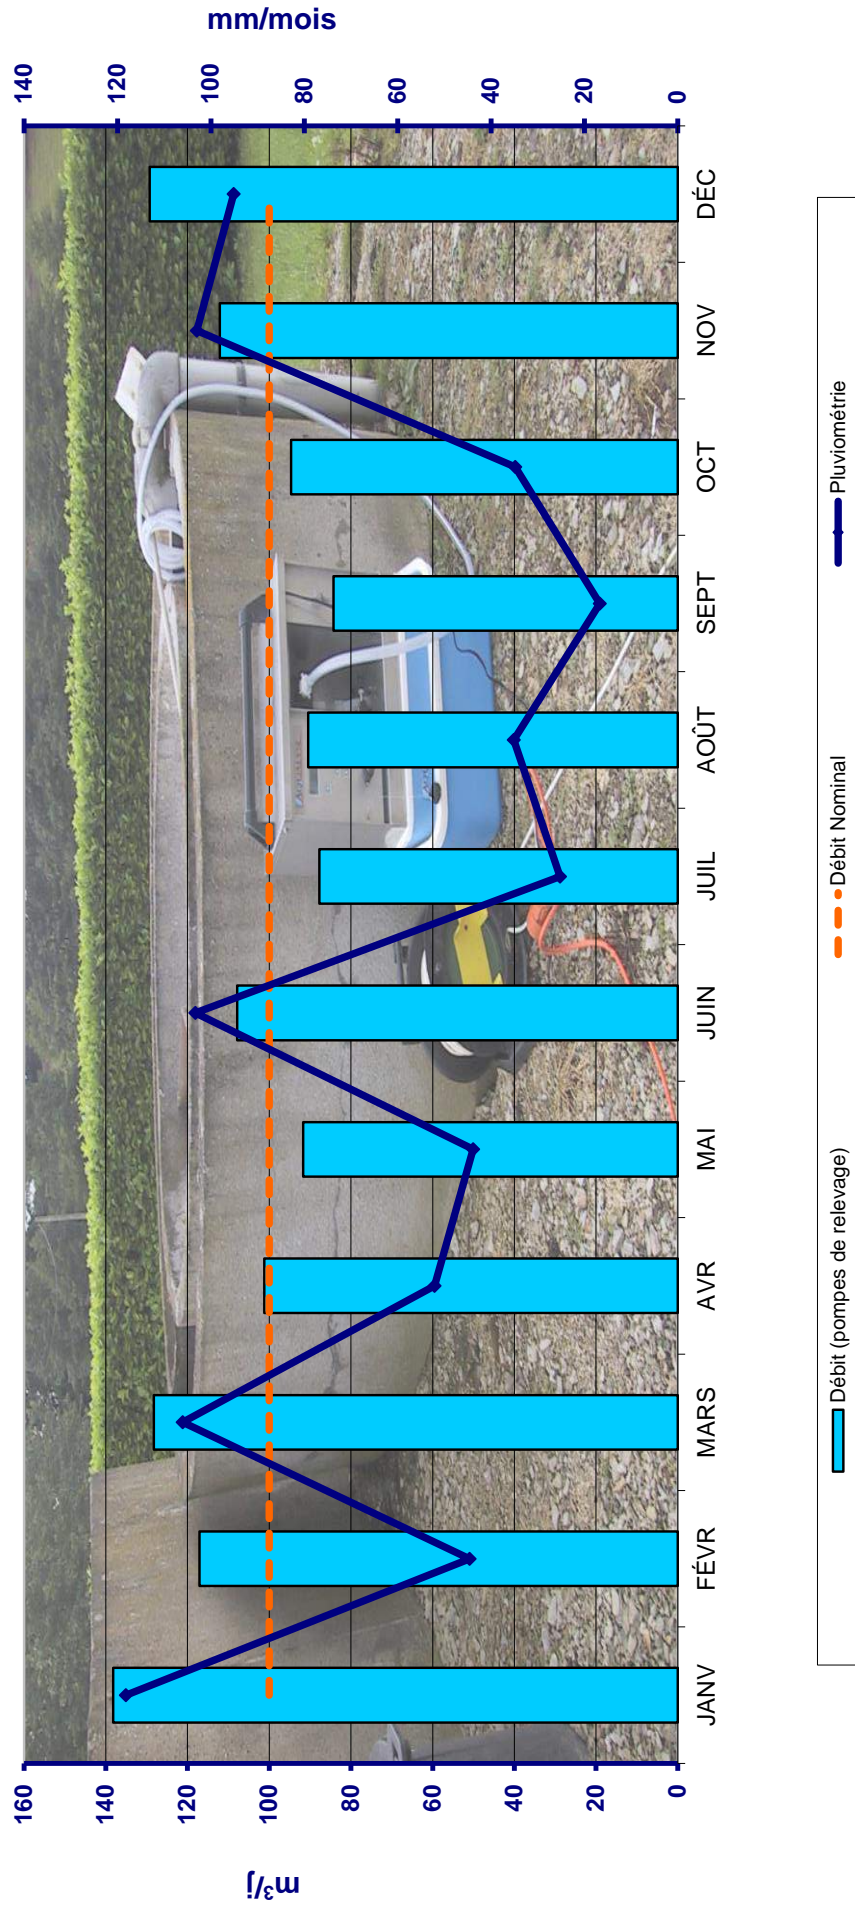 mm/mois
140
120
100
80
60
40
20
0
160
140
120
100
80
60
40
20
0
m³/j
JANV
FÉVR
MARS
AVR
MAI
JUIN
JUIL
AOÛT
SEPT
OCT
NOV
DÉC
Débit (pompes de relevage)
Débit Nominal
Pluviométrie